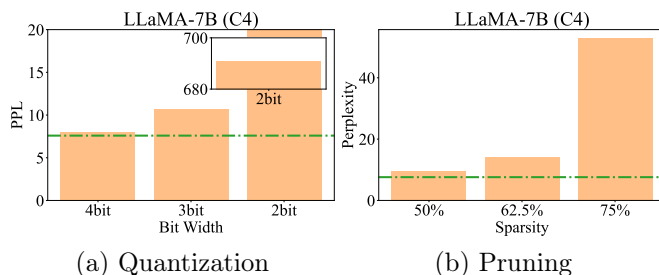 LLaMA-7B (C4)
PPL
20
15
10
5
0
700
680
2bit
4bit
3bit
2bit
Bit Width
(a) Quantization
LLaMA-7B (C4)
Perplexity
40
20
0
50%
62.5%
75%
Sparsity
(b) Pruning